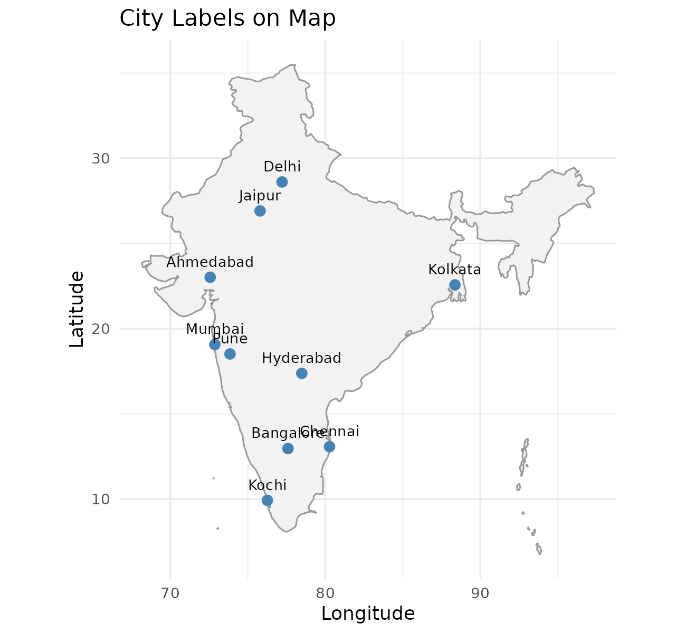 City Labels on Map
30
20
10
Latitude
Delhi
Jaipur
Ahmedabad
Kolkata
Mumbai
Pune
Hyderabad
Bangalore
Chennai
Kochi
70
80
90
Longitude